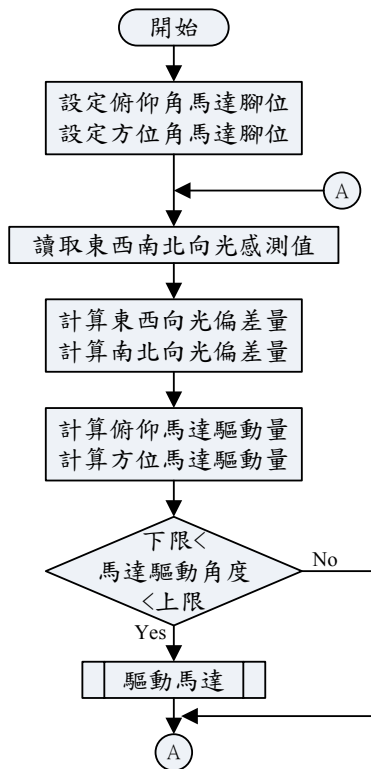 開始
設定俯仰角馬達腳位
設定方位角馬達腳位
A
讀取東西南北向光感測值
計算東西向光偏差量
計算南北向光偏差量
計算俯仰馬達驅動量
計算方位馬達驅動量
下限<
馬達驅動角度
<上限
No
Yes
驅動馬達
A